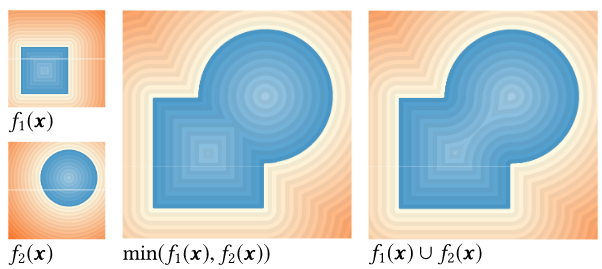 f₁(x)
f₂(x)
min(f₁(x), f₂(x))
f₁(x) ∪ f₂(x)